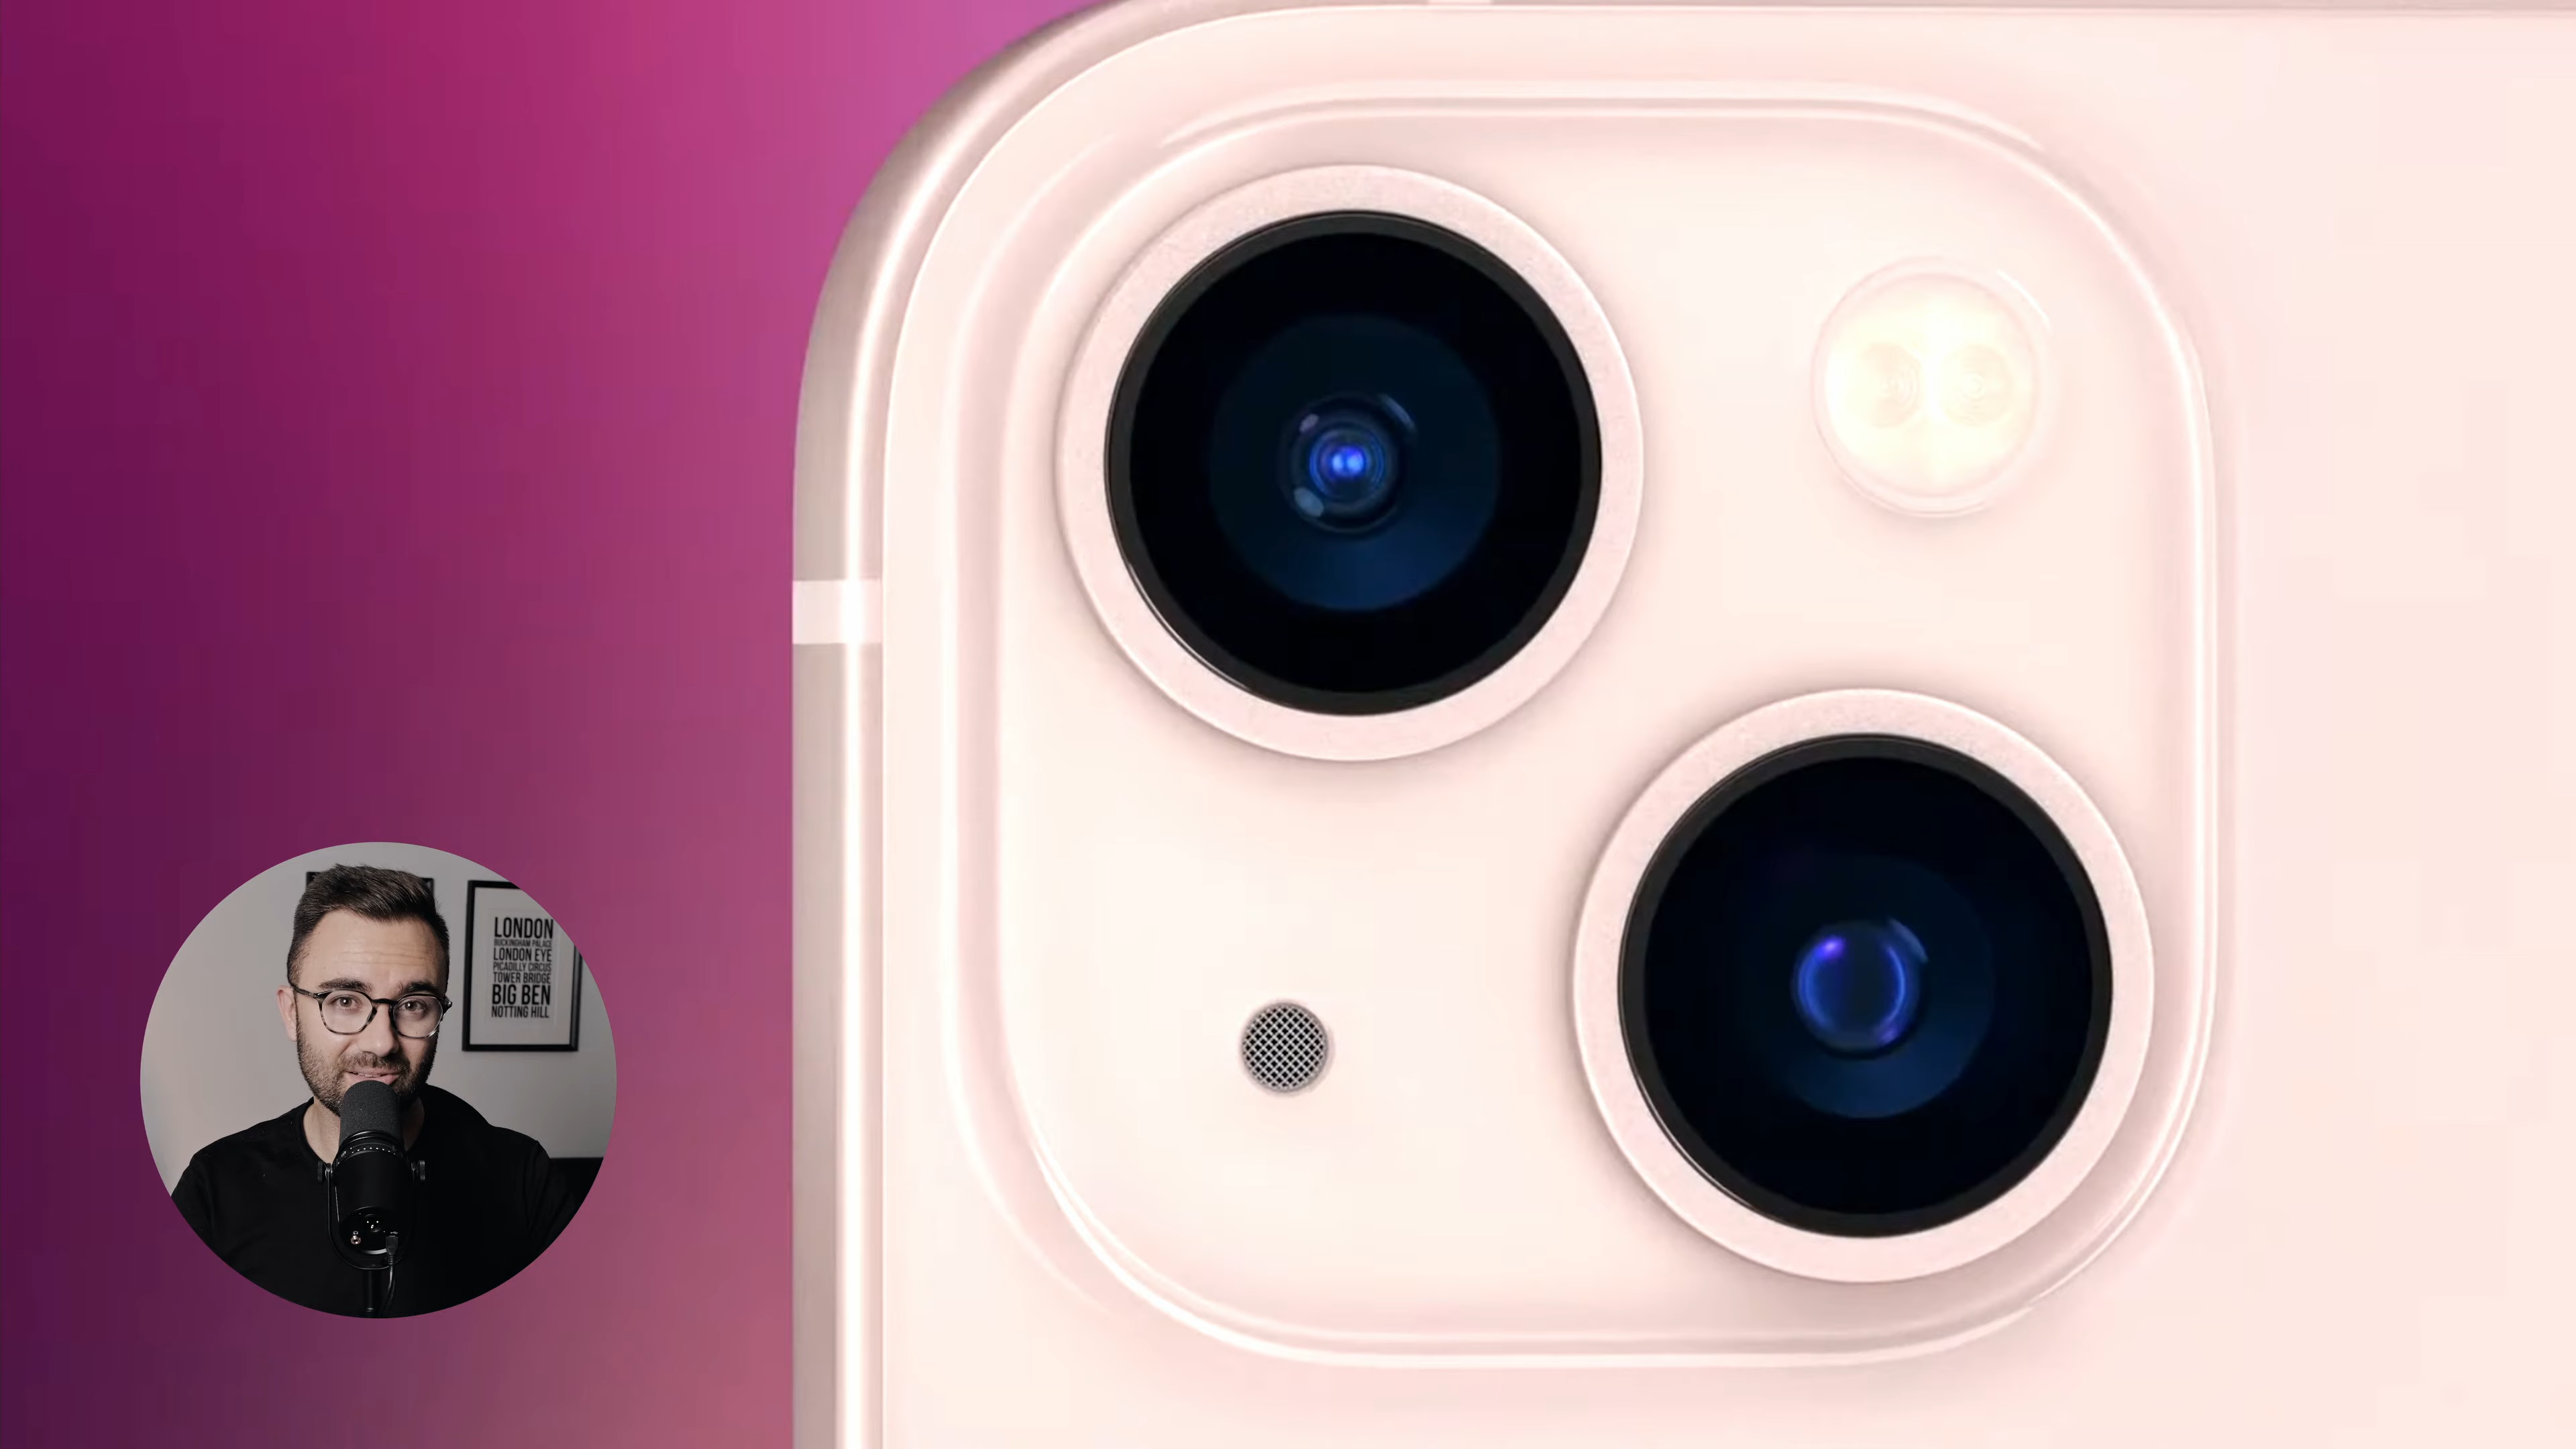 LONDON
BUCKINGHAM PALACE
LONDON EYE
PICADILLY CIRCUS
TOWER BRIDGE
BIG BEN
NOTTING HILL